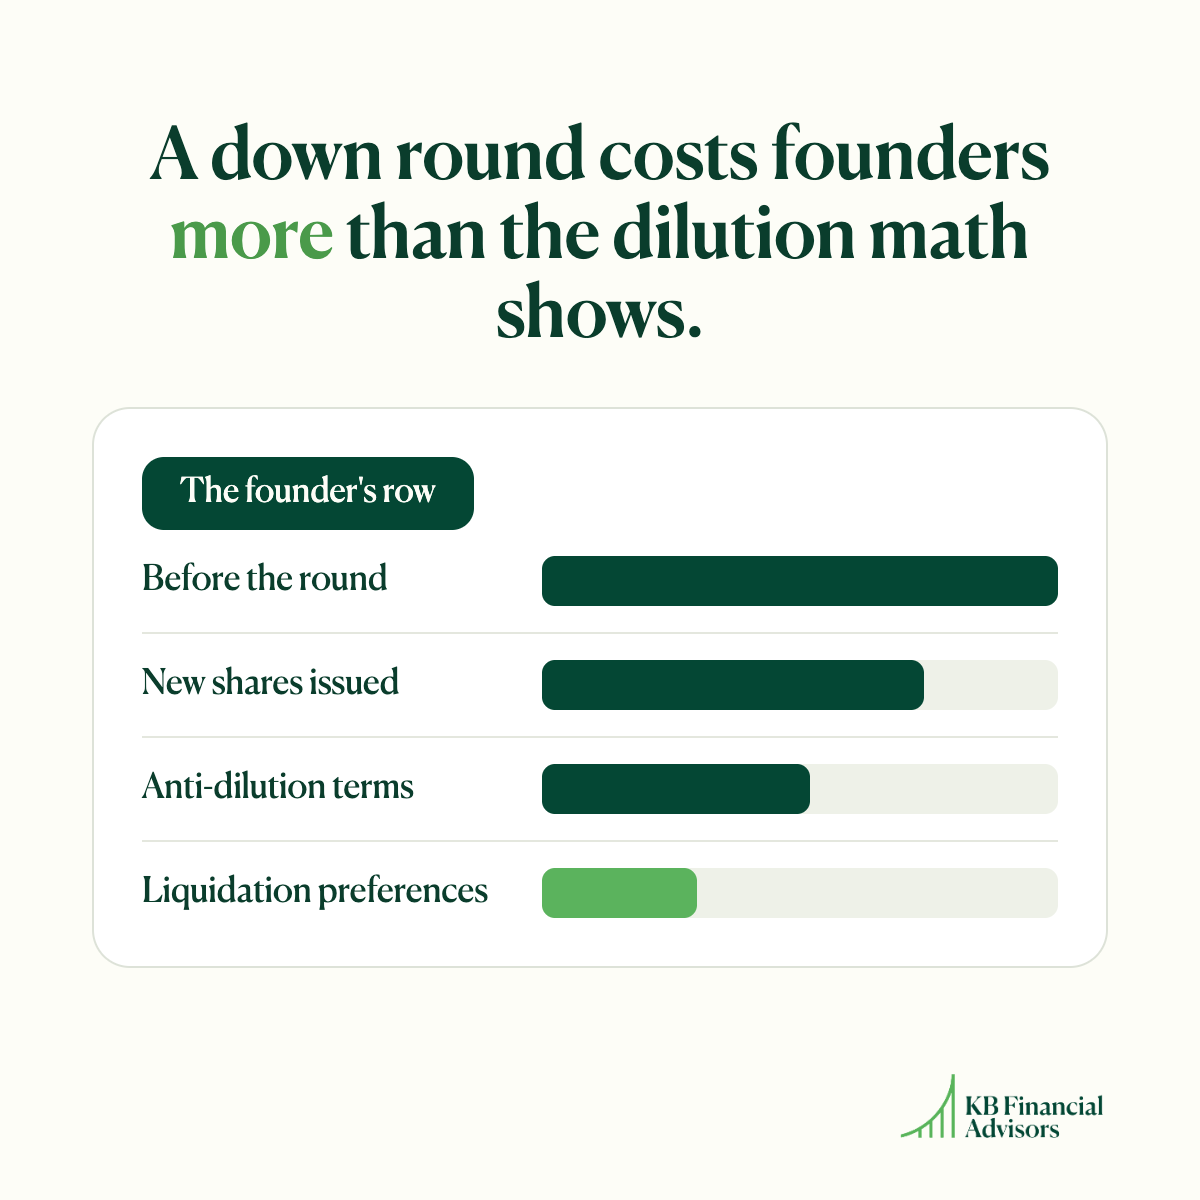 A down round costs founders
more than the dilution math
shows.
The founder's row
Before the round
New shares issued
Anti-dilution terms
Liquidation preferences
KB Financial
Advisors